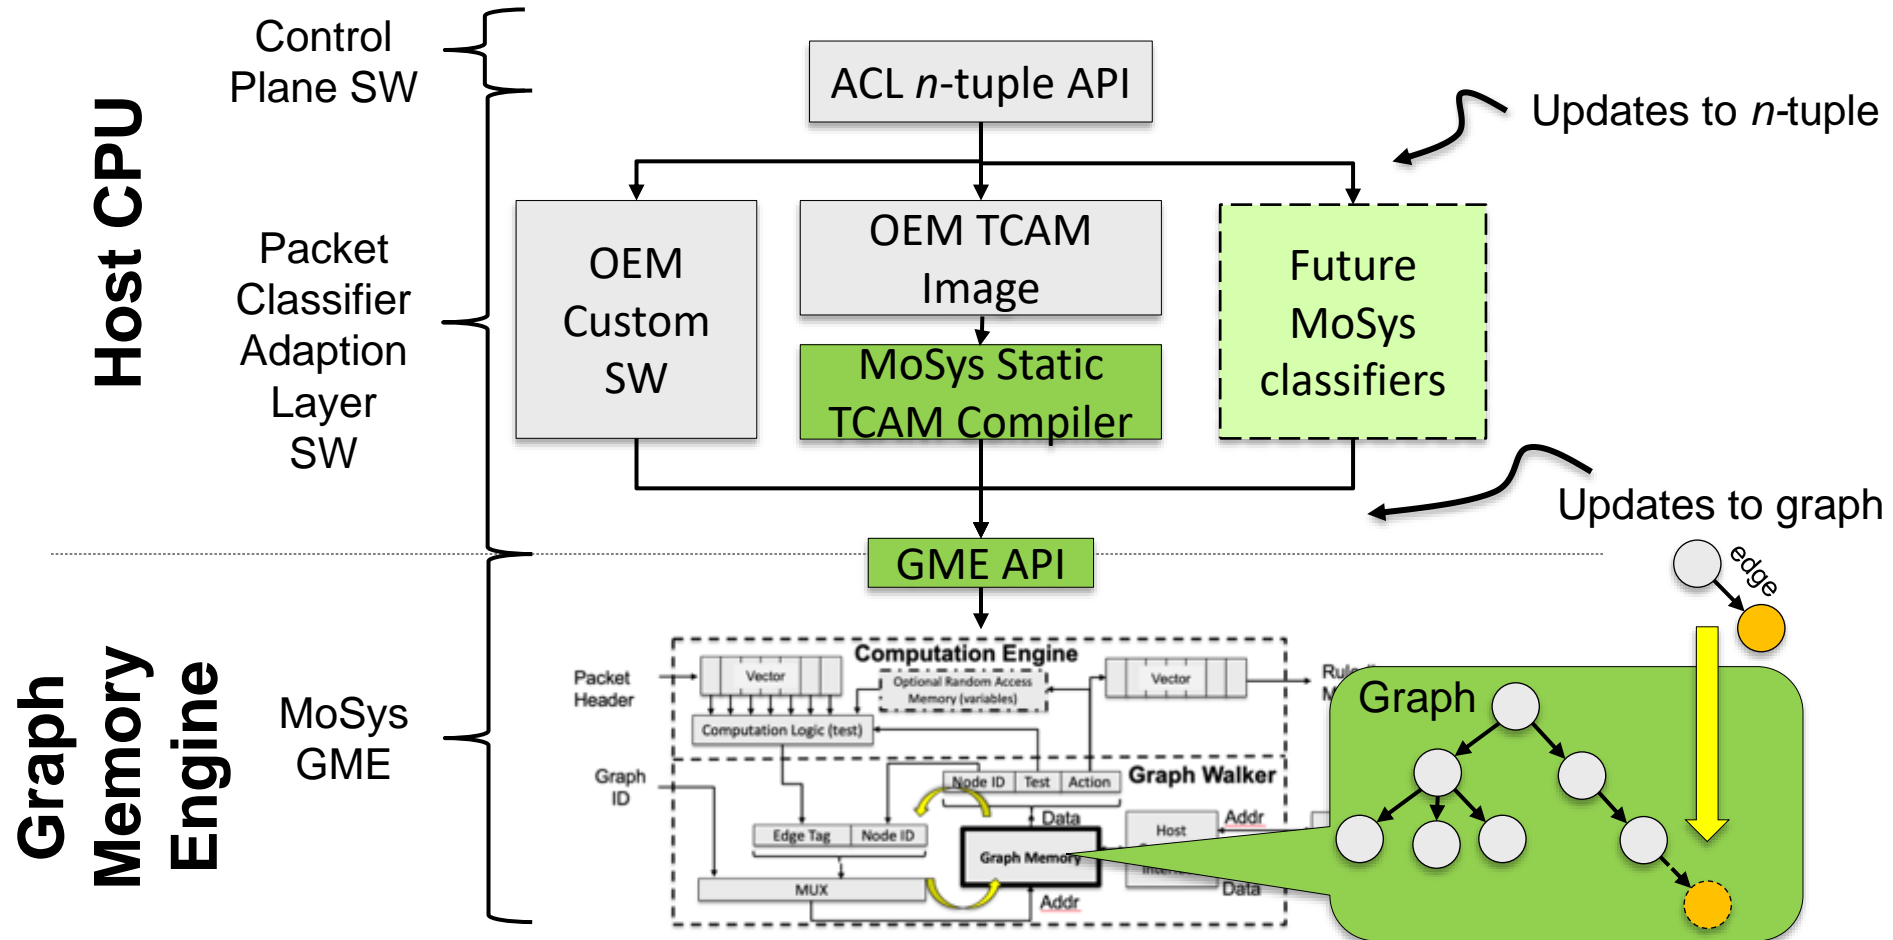 Host CPU
Control
Plane SW
Packet
Classifier
Adaption
Layer
SW
ACL n-tuple API
Updates to n-tuple
OEM
Custom
SW
OEM TCAM
Image
MoSys Static
TCAM Compiler
Future
MoSys
classifiers
Updates to graph
GME API
edge
Graph
Memory
Engine
MoSys
GME
Computation Engine
Packet
Header
Vector
Optional Random Access
Memory (variables)
Vector
Computation Logic (test)
Graph
ID
Node ID
Test
Action
Graph Walker
Data
Edge Tag
Node ID
Graph Memory
Host
Addr
Data
MUX
Addr
Graph